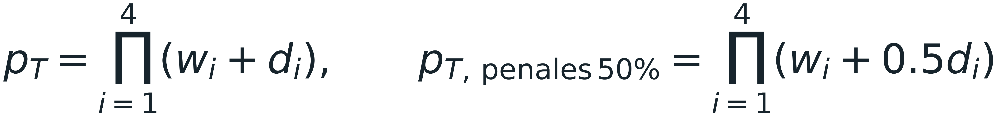 p_T = ∏_{i=1}^{4} (w_i + d_i), p_{T, penales 50%} = ∏_{i=1}^{4} (w_i + 0.5d_i)